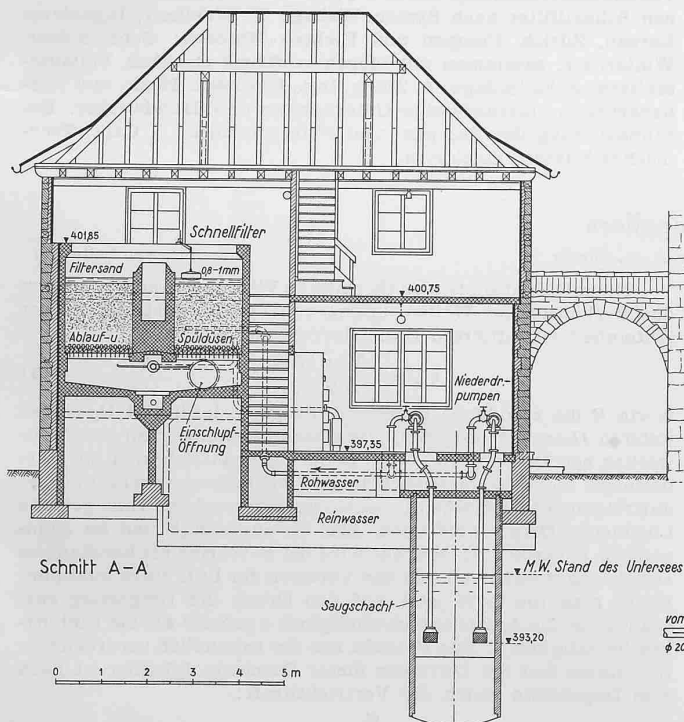 401,85
Schnellfilter
Filtersand
0,8-1mm
400,75
Ablauf-u.
Spüldüsen
Niederdr.-
pumpen
Einschlupf-
Öffnung
397,35
Rohwasser
Reinwasser
Schnitt A-A
M.W. Stand des Untersees
Saugschacht
393,20
vom
ø 20
0 1 2 3 4 5 m